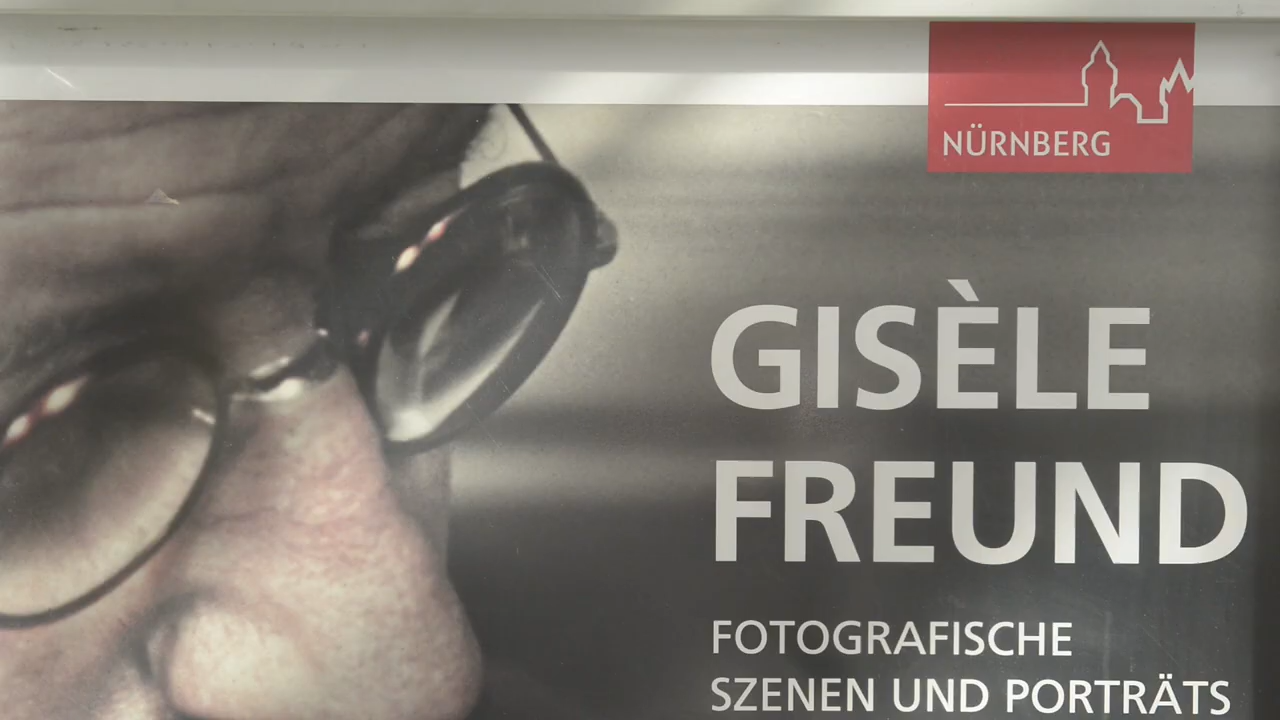 NÜRNBERG
GISÈLE
FREUND
FOTOGRAFISCHE
SZENEN UND PORTRÄTS